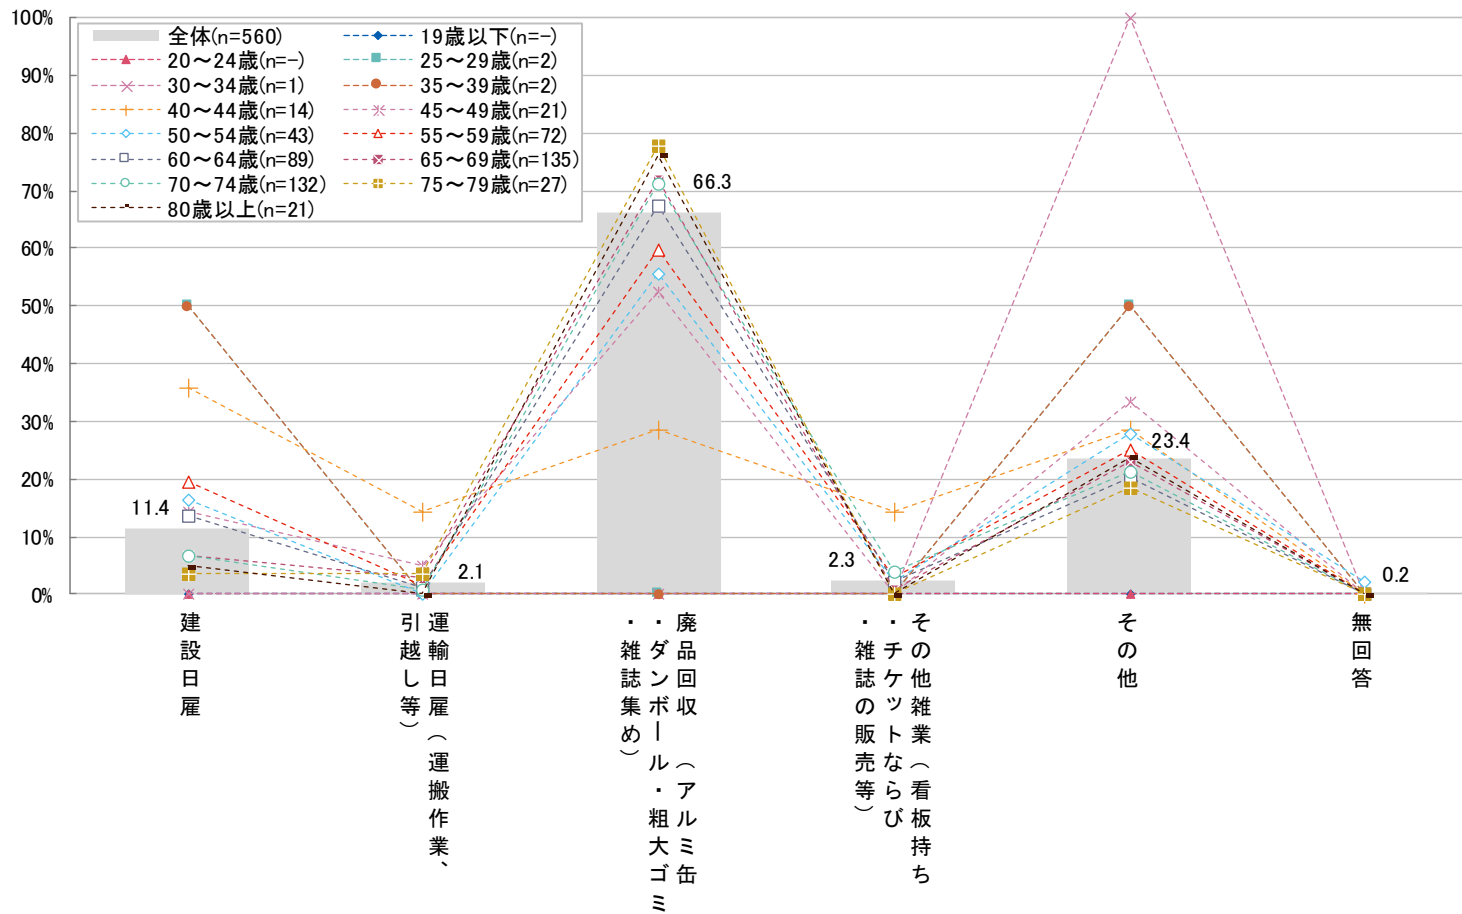 100%
90%
80%
70%
60%
50%
40%
30%
20%
10%
0%
全体(n=560)
19歳以下(n=-)
20～24歳(n=-)
25～29歳(n=2)
30～34歳(n=1)
35～39歳(n=2)
40～44歳(n=14)
45～49歳(n=21)
50～54歳(n=43)
55～59歳(n=72)
60～64歳(n=89)
65～69歳(n=135)
70～74歳(n=132)
75～79歳(n=27)
80歳以上(n=21)
11.4
2.1
66.3
2.3
23.4
0.2
建設日雇
運輸日雇（運搬作業、
引越し等）
廃品回収　（アルミ缶
・ダンボール・粗大ゴミ
・雑誌集め）
その他雑業（看板持ち
・チケットならび
・雑誌の販売等）
その他
無回答